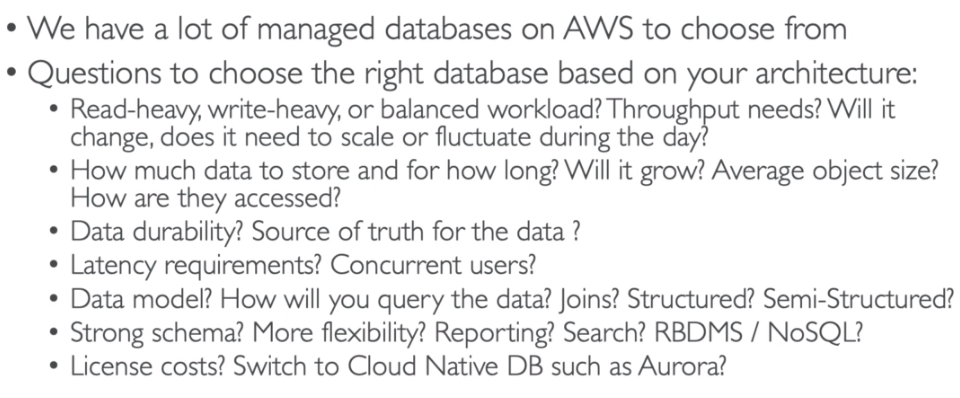 • We have a lot of managed databases on AWS to choose from
• Questions to choose the right database based on your architecture:
• Read-heavy, write-heavy, or balanced workload? Throughput needs? Will it
change, does it need to scale or fluctuate during the day?
• How much data to store and for how long? Will it grow? Average object size?
How are they accessed?
• Data durability? Source of truth for the data ?
• Latency requirements? Concurrent users?
• Data model? How will you query the data? Joins? Structured? Semi-Structured?
• Strong schema? More flexibility? Reporting? Search? RBDMS / NoSQL?
• License costs? Switch to Cloud Native DB such as Aurora?